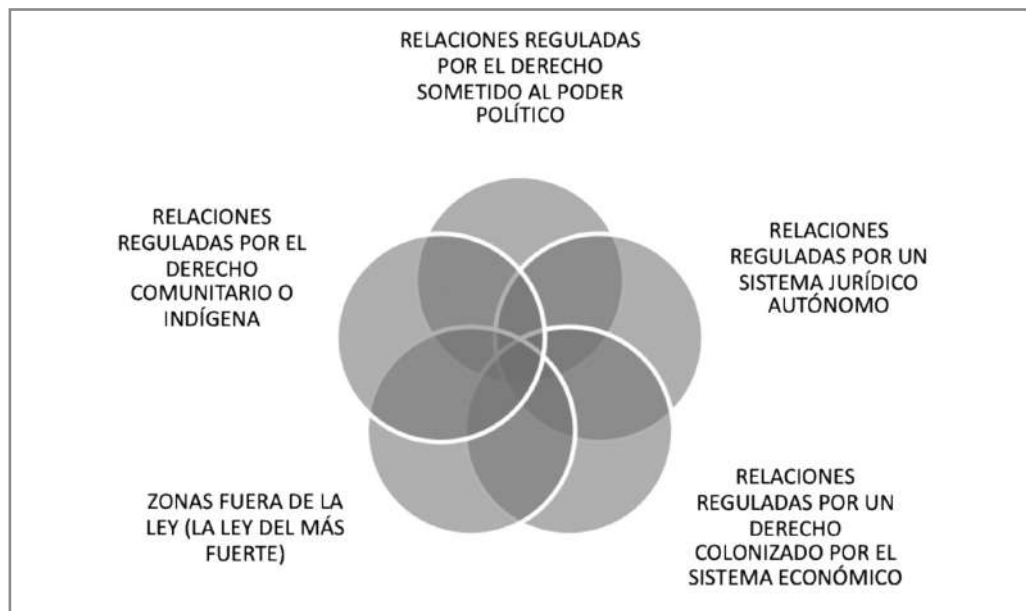 RELACIONES REGULADAS
POR EL DERECHO
SOMETIDO AL PODER
POLÍTICO
RELACIONES
REGULADAS POR EL
DERECHO
COMUNITARIO O
INDÍGENA
RELACIONES
REGULADAS POR UN
SISTEMA JURÍDICO
AUTÓNOMO
ZONAS FUERA DE LA
LEY (LA LEY DEL MÁS
FUERTE)
RELACIONES
REGULADAS POR UN
DERECHO
COLONIZADO POR EL
SISTEMA ECONÓMICO